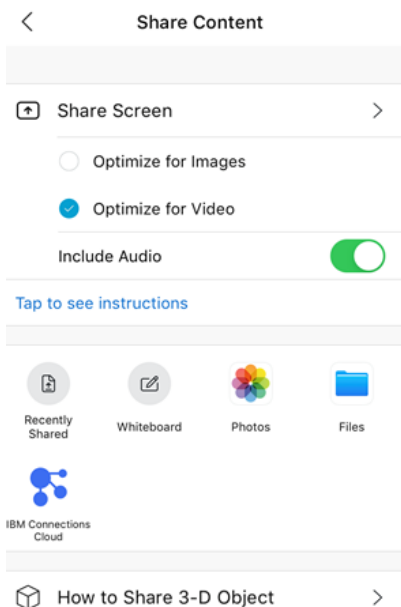 Share Content
Share Screen
Optimize for Images
Optimize for Video
Include Audio
Tap to see instructions
Recently
Shared
Whiteboard
Photos
Files
IBM Connections
Cloud
How to Share 3-D Object